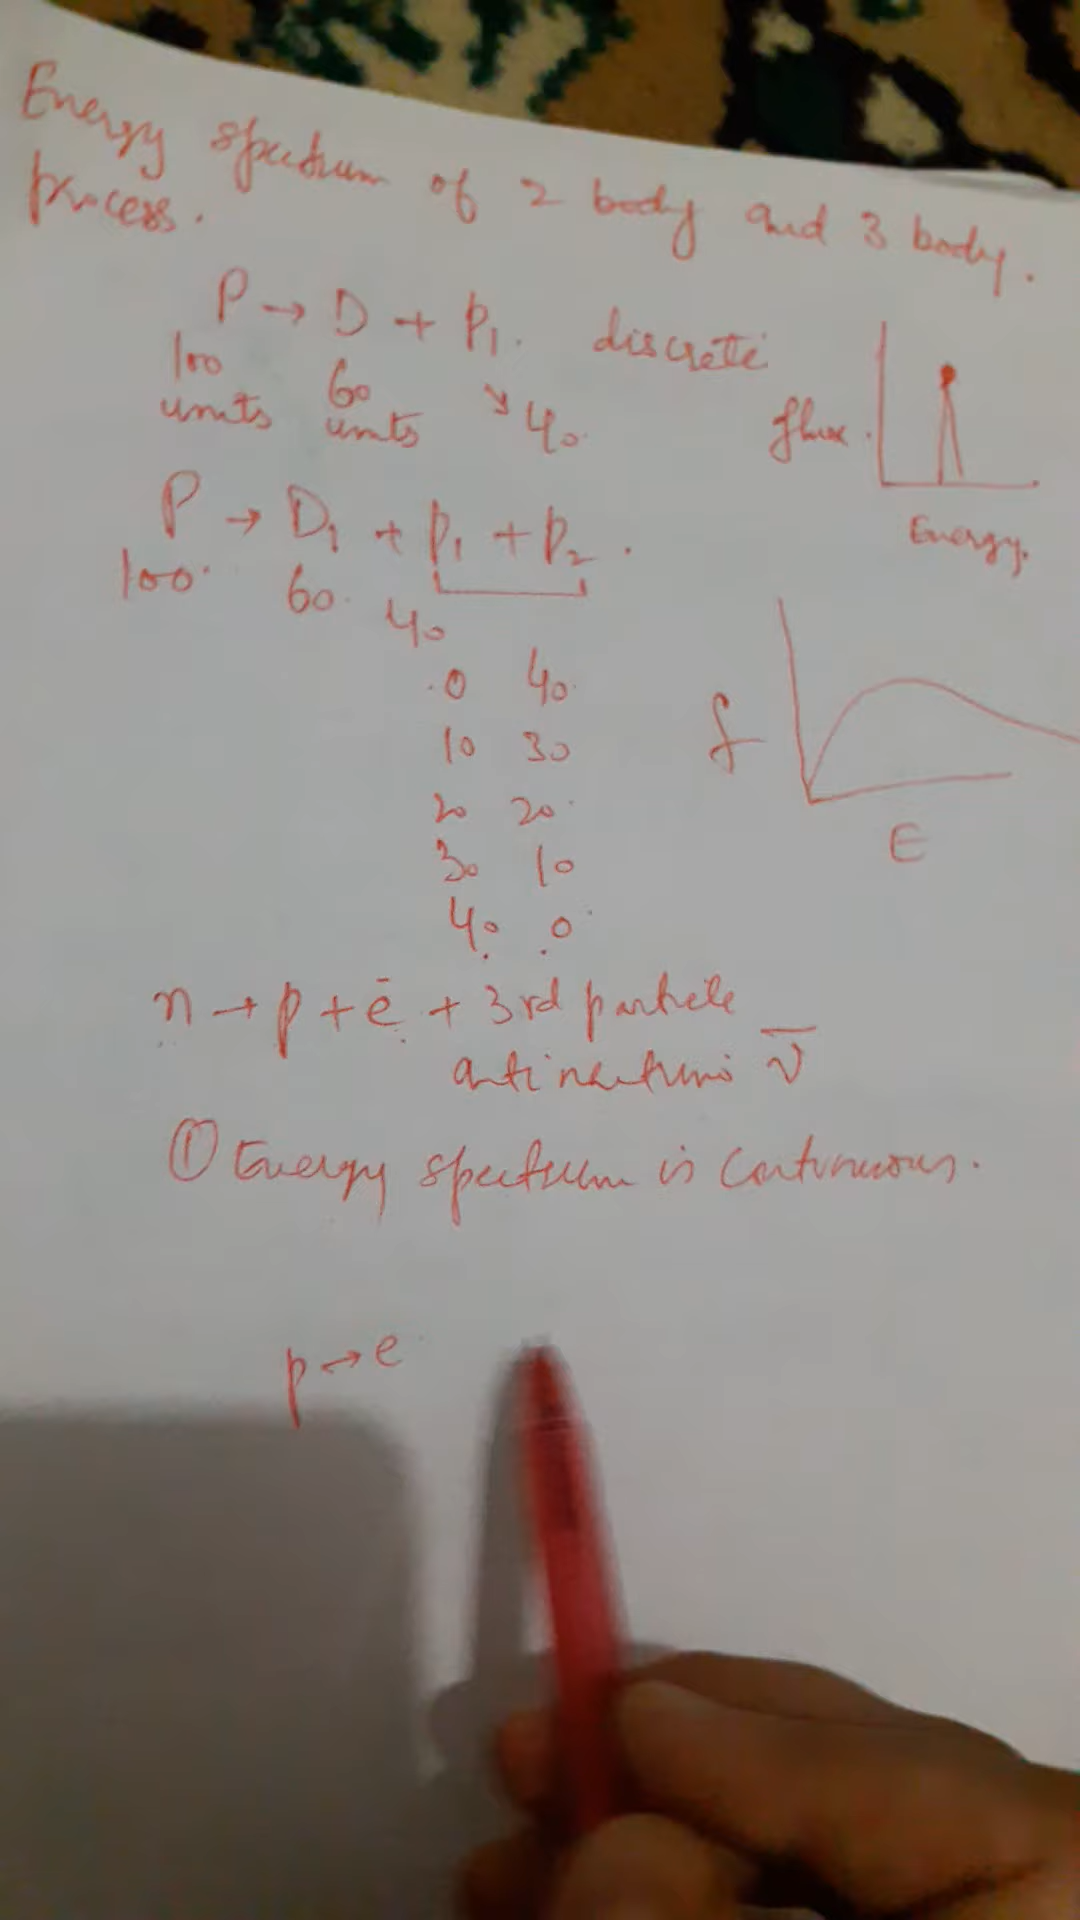 Energy spectrum of 2 body and 3 body.
process.
P → D + P1. discrete
100 units 60 units ↘ 40.
flux.
Energy.
P → D1 + P1 + P2.
100. 60. 40
.0 40.
10 30
20 20.
30 10
40. .0
f
E
n → p + ē + 3rd particle
antineutrino ν̅
① Energy spectrum is continuous.
p → e